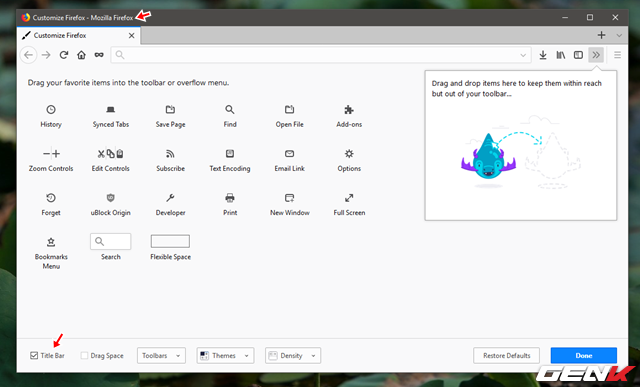 Customize Firefox - Mozilla Firefox
Customize Firefox
Drag your favorite items into the toolbar or overflow menu.
Drag and drop items here to keep them within reach
but out of your toolbar...
History
Synced Tabs
Save Page
Find
Open File
Add-ons
Zoom Controls
Edit Controls
Subscribe
Text Encoding
Email Link
Options
Forget
uBlock Origin
Developer
Print
New Window
Full Screen
Bookmarks
Menu
Search
Flexible Space
Title Bar
Drag Space
Toolbars
Themes
Density
Restore Defaults
Done
GENK